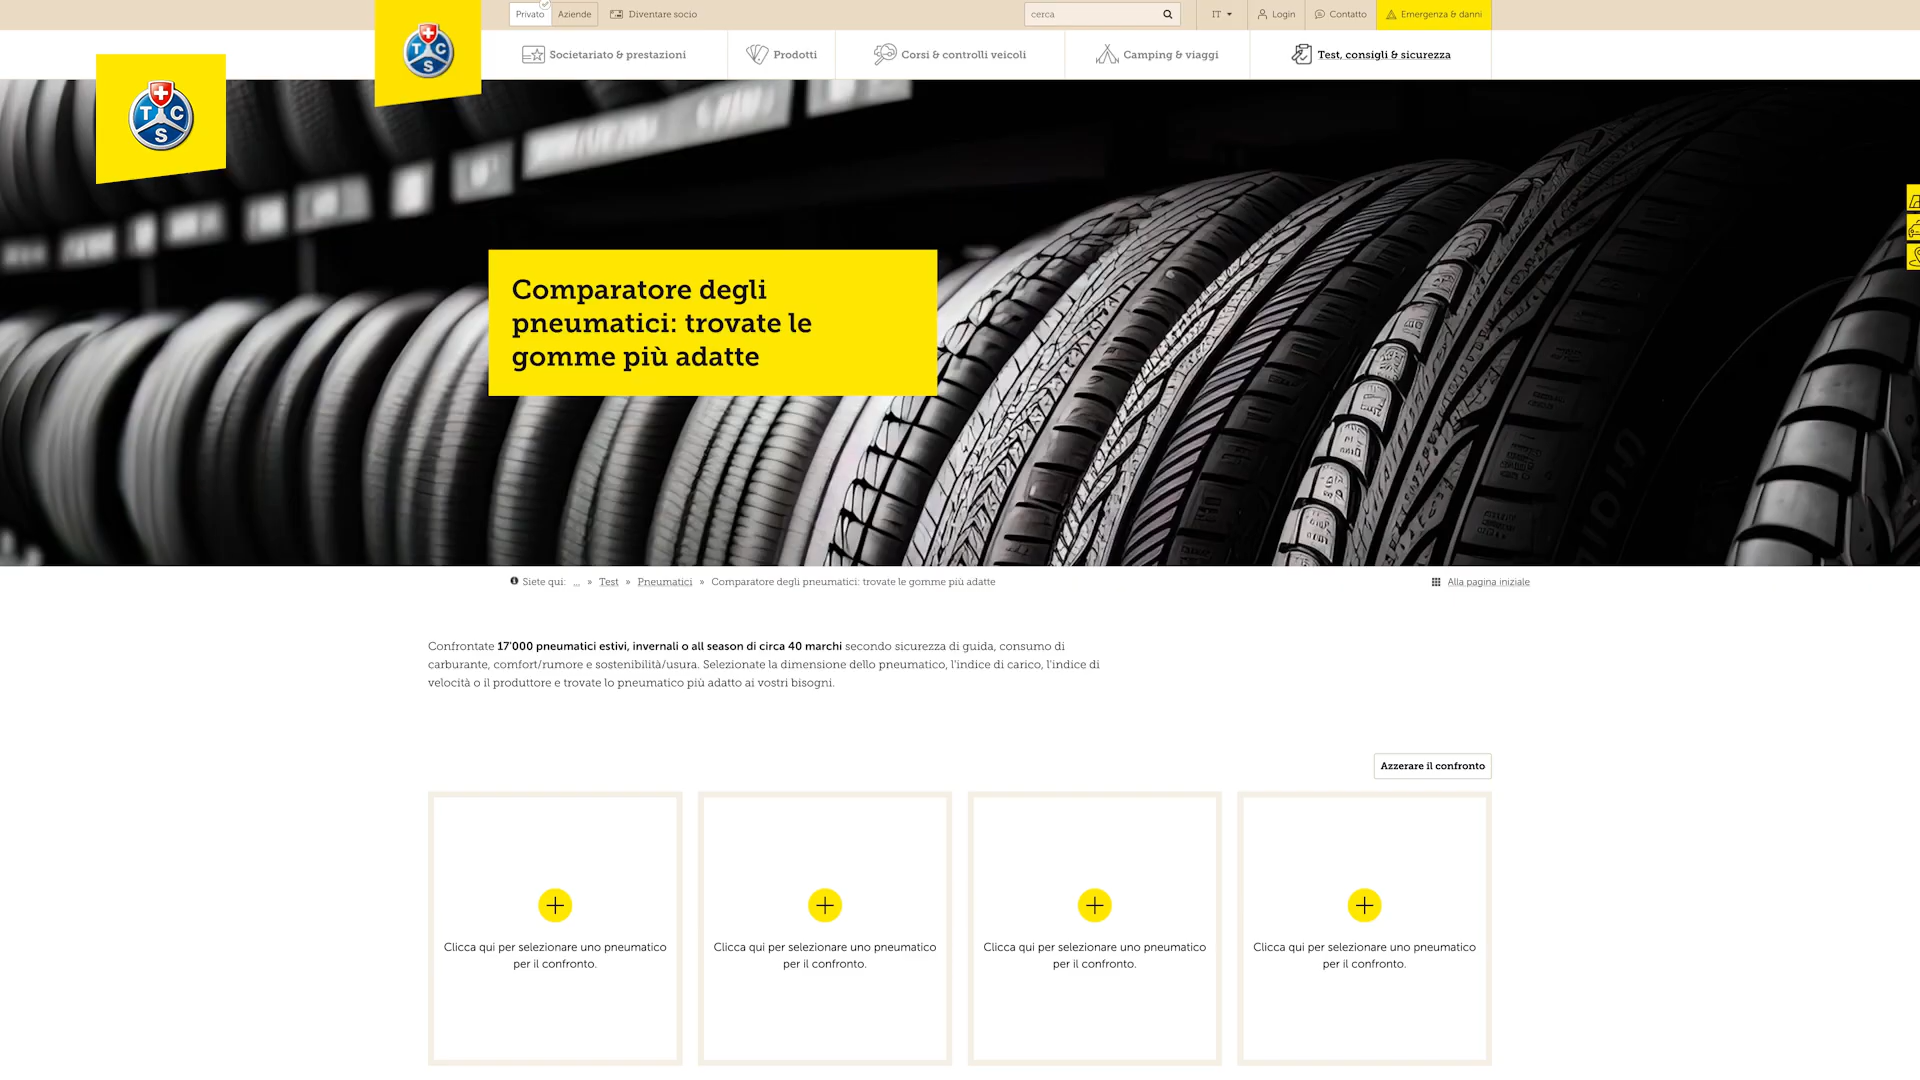 Privato
Aziende
Diventare socio
cerca
IT
Login
Contatto
Emergenza & danni
TCS
Societariato & prestazioni
Prodotti
Corsi & controlli veicoli
Camping & viaggi
Test, consigli & sicurezza
TCS
Comparatore degli
pneumatici: trovate le
gomme più adatte
Siete qui: ... » Test » Pneumatici » Comparatore degli pneumatici: trovate le gomme più adatte
Alla pagina iniziale
Confrontate 17'000 pneumatici estivi, invernali o all season di circa 40 marchi secondo sicurezza di guida, consumo di
carburante, comfort/rumore e sostenibilità/usura. Selezionate la dimensione dello pneumatico, l'indice di carico, l'indice di
velocità o il produttore e trovate lo pneumatico più adatto ai vostri bisogni.
Azzerare il confronto
Clicca qui per selezionare uno pneumatico
per il confronto.
Clicca qui per selezionare uno pneumatico
per il confronto.
Clicca qui per selezionare uno pneumatico
per il confronto.
Clicca qui per selezionare uno pneumatico
per il confronto.